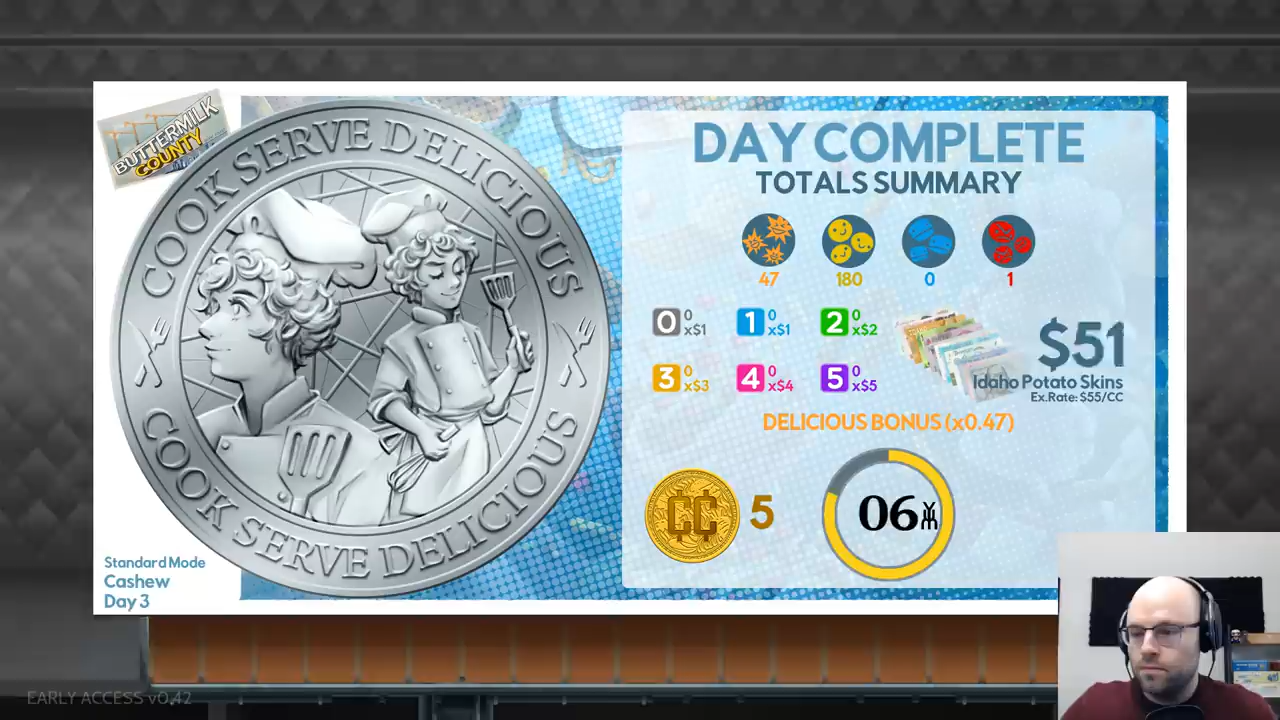 BUTTERMILK
COUNTY
COOK SERVE DELICIOUS
COOK SERVE DELICIOUS
Standard Mode
Cashew
Day 3
DAY COMPLETE
TOTALS SUMMARY
47 180 0 1
0 0 x$1 1 0 x$1 2 0 x$2
3 0 x$3 4 0 x$4 5 0 x$5
$51
Idaho Potato Skins
Ex.Rate: $55/CC
DELICIOUS BONUS (x0.47)
CC 5 06
EARLY ACCESS v0.42